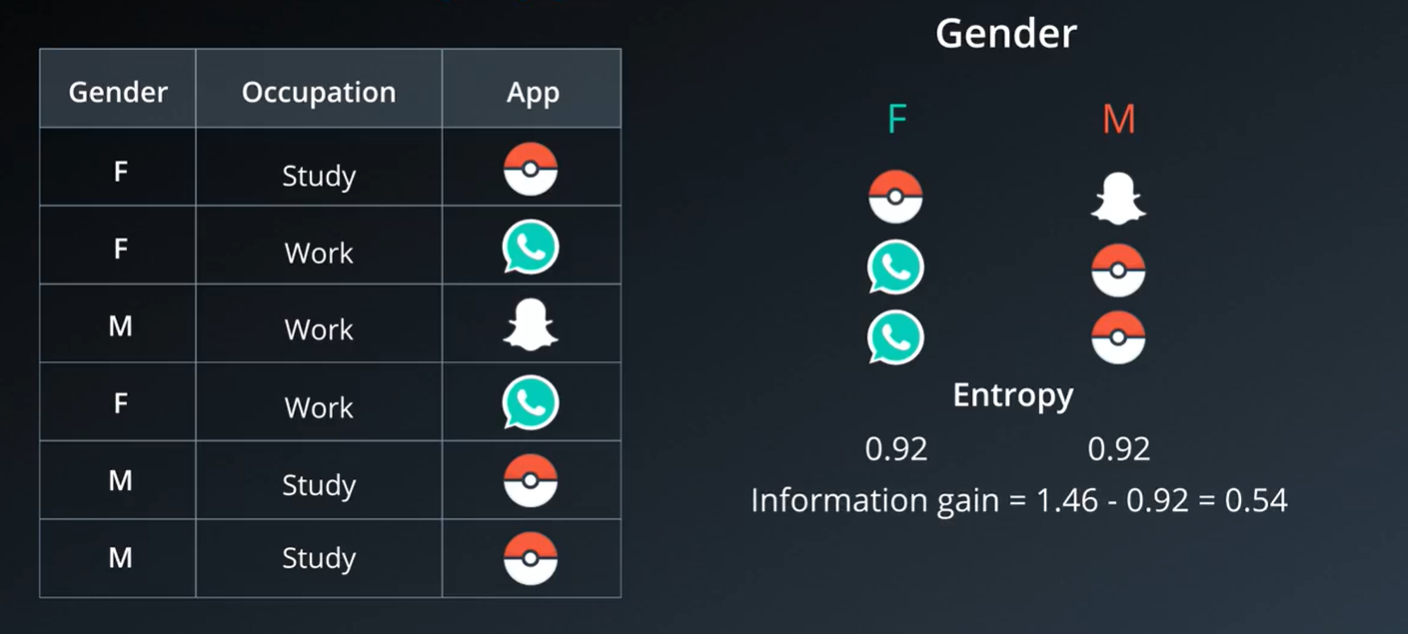 Gender Occupation App
F Study
F Work
M Work
F Work
M Study
M Study
Gender
F M
Entropy
0.92 0.92
Information gain = 1.46 - 0.92 = 0.54